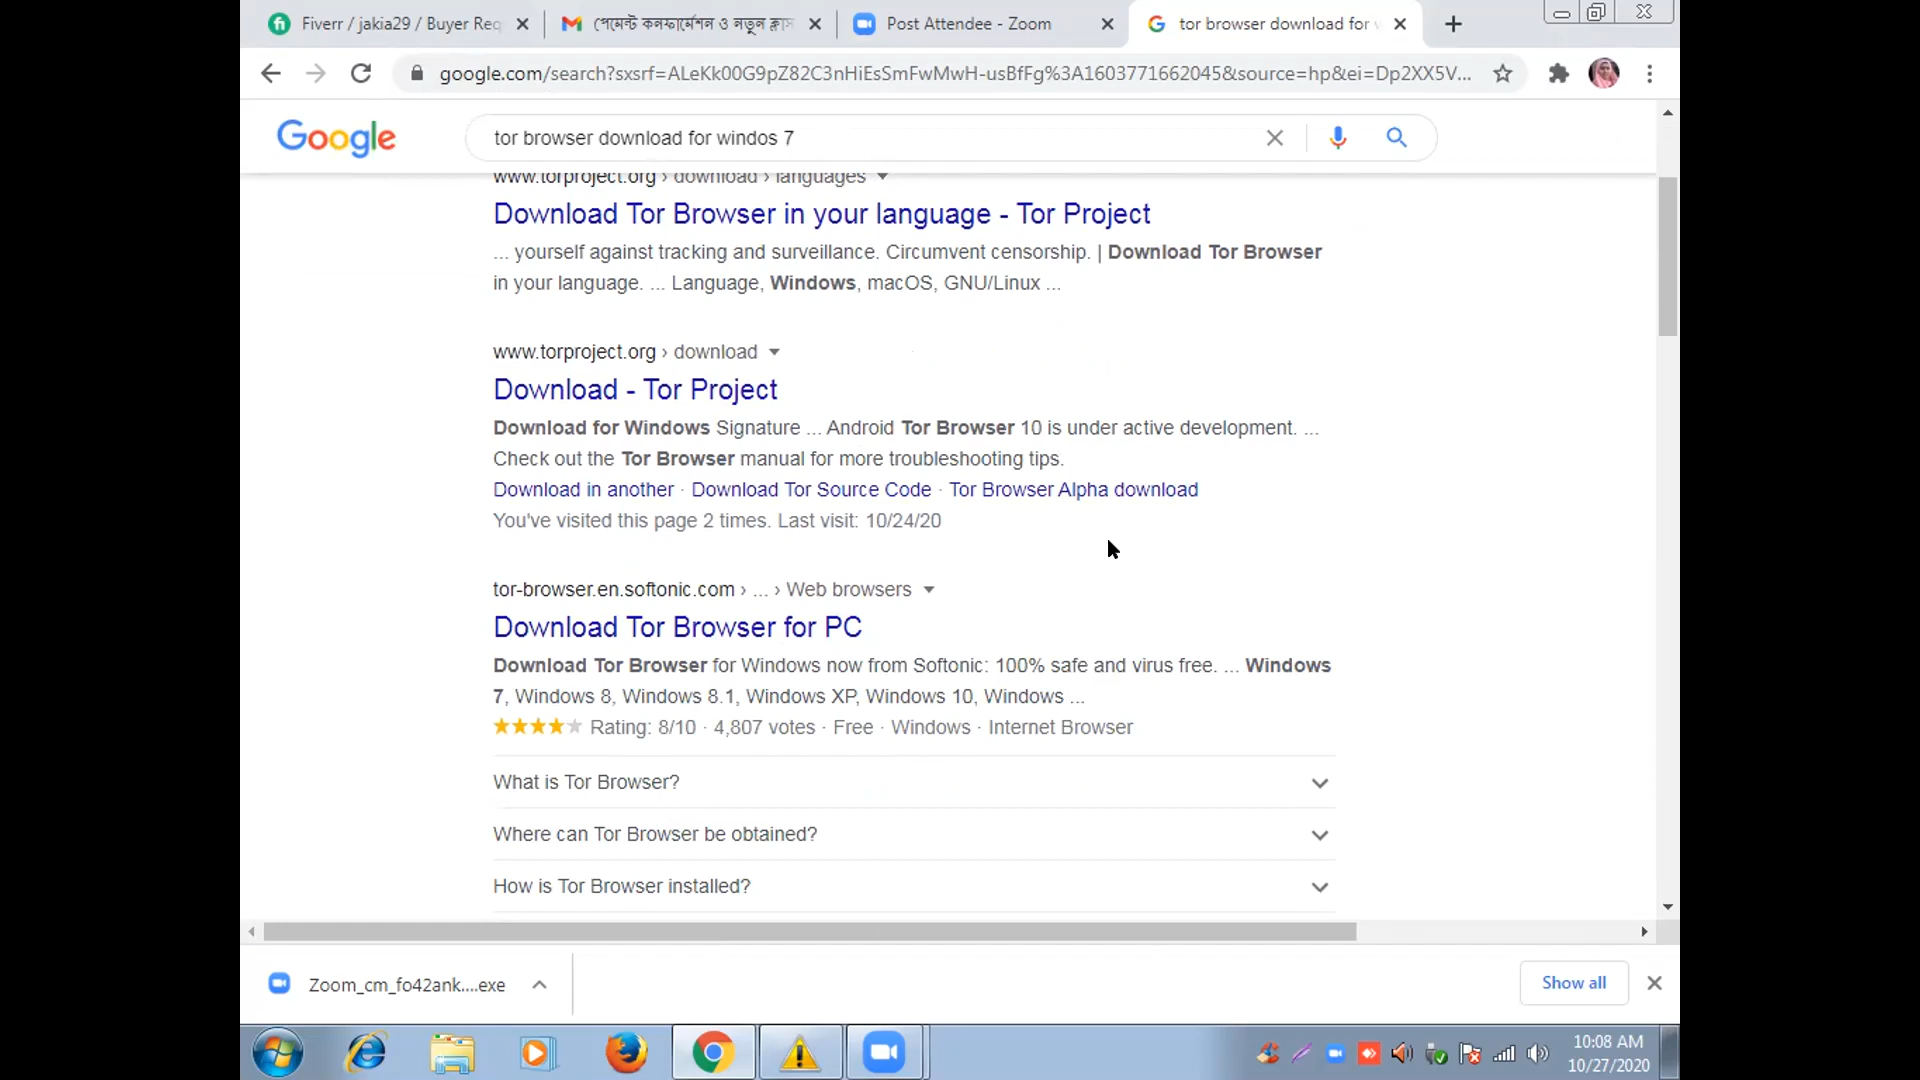 Fiverr / jakia29 / Buyer Req
পেমেন্ট কনফার্মেশন ও নতুন ক্লাস
Post Attendee - Zoom
tor browser download for
google.com/search?sxsrf=ALeKk00G9pZ82C3nHiEsSmFwMwH-usBfFg%3A1603771662045&source=hp&ei=Dp2XX5V...
Google
tor browser download for windos 7
www.torproject.org › download › languages
Download Tor Browser in your language - Tor Project
... yourself against tracking and surveillance. Circumvent censorship. | Download Tor Browser
in your language. ... Language, Windows, macOS, GNU/Linux ...
www.torproject.org › download
Download - Tor Project
Download for Windows Signature ... Android Tor Browser 10 is under active development. ...
Check out the Tor Browser manual for more troubleshooting tips.
Download in another · Download Tor Source Code · Tor Browser Alpha download
You've visited this page 2 times. Last visit: 10/24/20
tor-browser.en.softonic.com › ... › Web browsers
Download Tor Browser for PC
Download Tor Browser for Windows now from Softonic: 100% safe and virus free. ... Windows
7, Windows 8, Windows 8.1, Windows XP, Windows 10, Windows ...
Rating: 8/10 · 4,807 votes · Free · Windows · Internet Browser
What is Tor Browser?
Where can Tor Browser be obtained?
How is Tor Browser installed?
Zoom_cm_fo42ank....exe
Show all
10:08 AM
10/27/2020